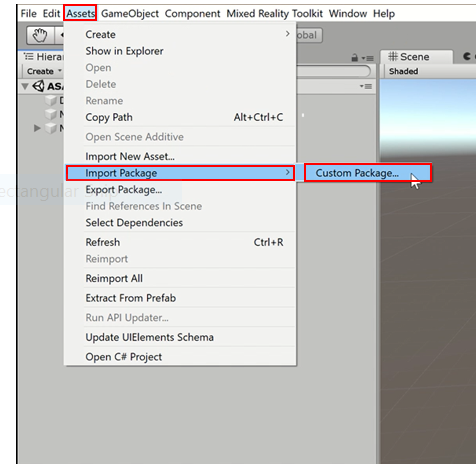 File Edit Assets GameObject Component Mixed Reality Toolkit Window Help
obal
Hierar
Scene
Create
Shaded
ASA
D
M
M
Create
Show in Explorer
Open
Delete
Rename
Copy Path Alt+Ctrl+C
Open Scene Additive
Import New Asset...
Import Package
Custom Package...
Export Package...
ectangular
Find References In Scene
Select Dependencies
Refresh Ctrl+R
Reimport
Reimport All
Extract From Prefab
Run API Updater...
Update UIElements Schema
Open C# Project